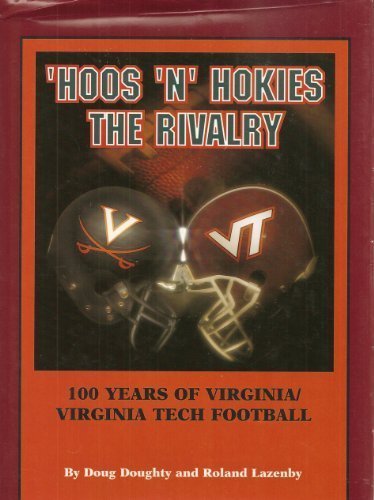 'HOOS 'N' HOKIES
THE RIVALRY
V
VT
100 YEARS OF VIRGINIA/
VIRGINIA TECH FOOTBALL
By Doug Doughty and Roland Lazenby